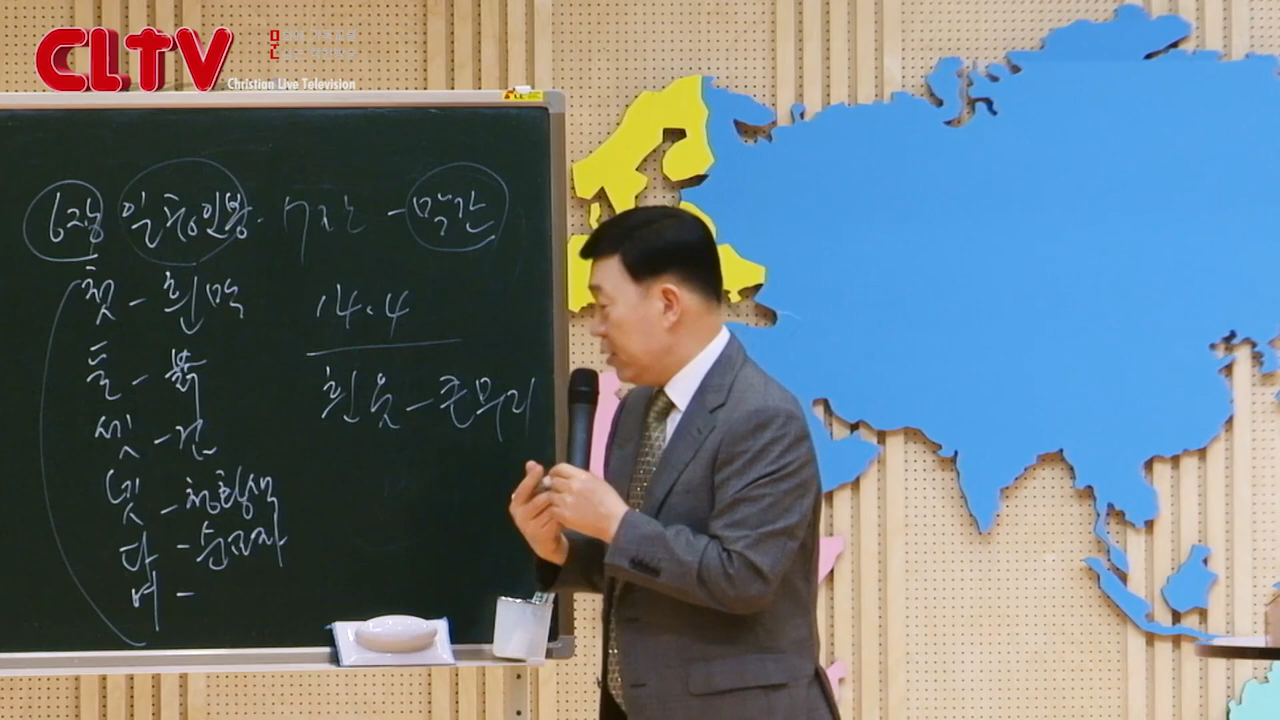 CLTV
Christian Live Television
6장 일곱인봉. 7장 - 막간
첫 - 흰 말
둘 - 붉
셋 - 검
넷 - 청황색
다 - 순교자
여 -
14.4
흰 옷 - 큰무리